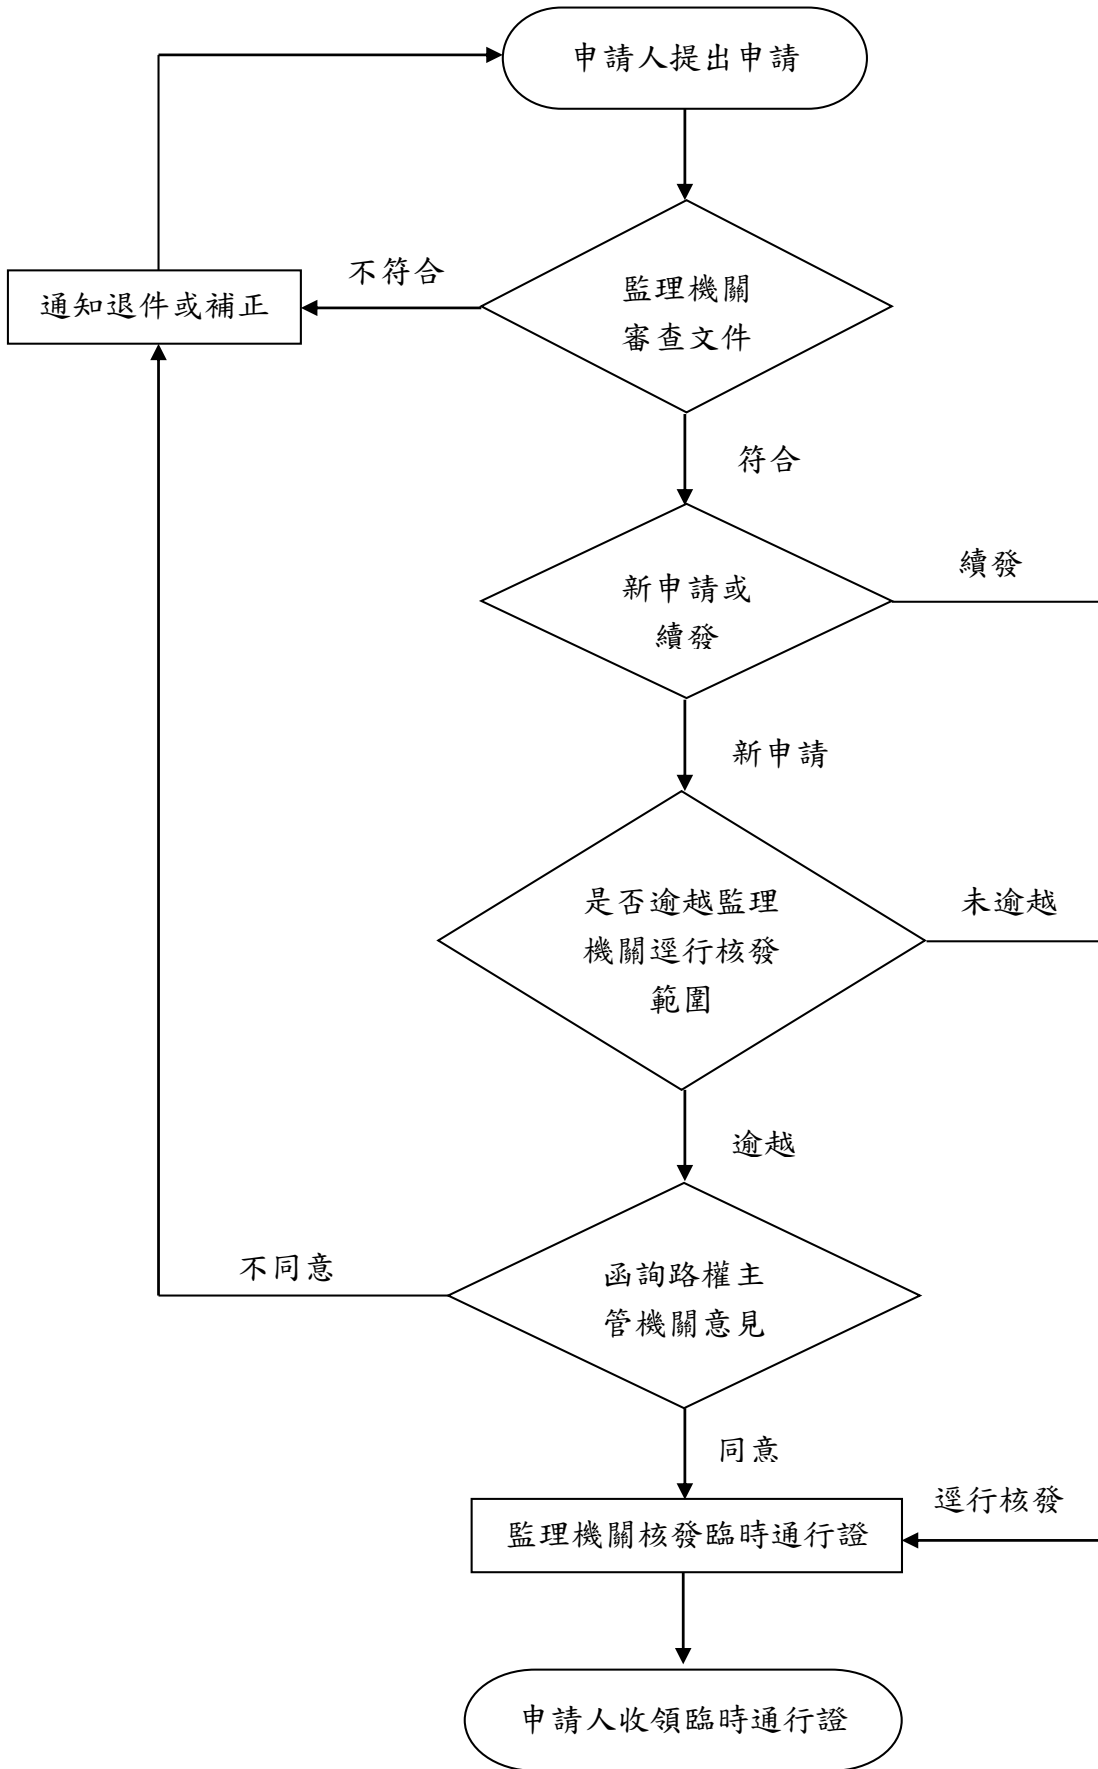 申請人提出申請
不符合
通知退件或補正
監理機關
審查文件
符合
續發
新申請或
續發
新申請
是否逾越監理
機關逕行核發
範圍
未逾越
逾越
不同意
函詢路權主
管機關意見
同意
逕行核發
監理機關核發臨時通行證
申請人收領臨時通行證